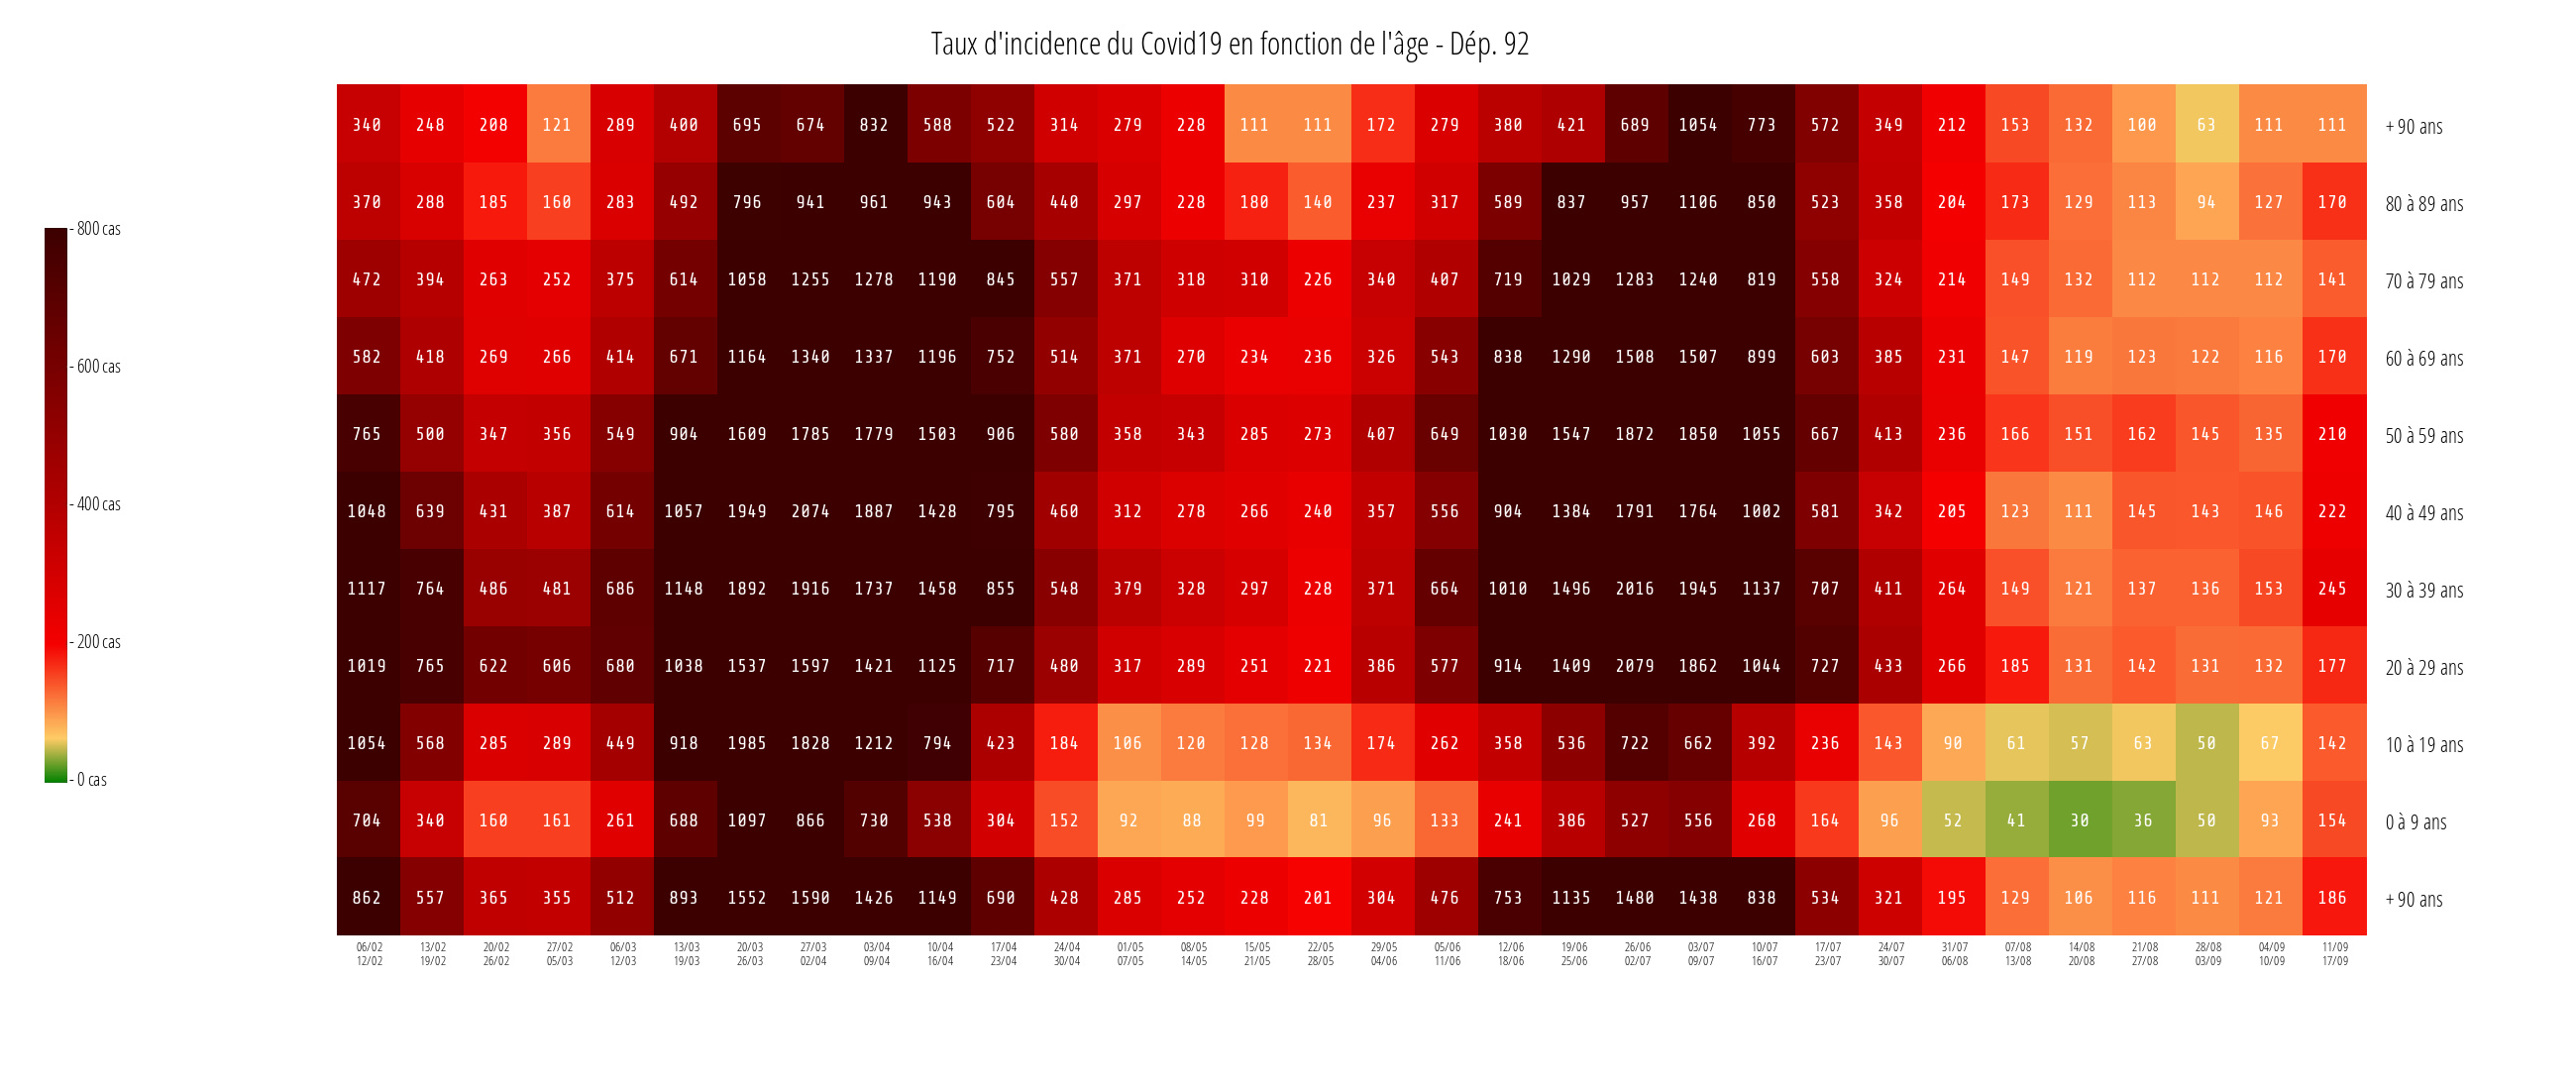 Taux d'incidence du Covid19 en fonction de l'âge - Dép. 92
- 800 cas
- 600 cas
- 400 cas
- 200 cas
- 0 cas
340 248 208 121 289 400 695 674 832 588 522 314 279 228 111 111 172 279 380 421 689 1054 773 572 349 212 153 132 100 63 111 111 + 90 ans
370 288 185 160 283 492 796 941 961 943 604 440 297 228 180 140 237 317 589 837 957 1106 850 523 358 204 173 129 113 94 127 170 80 à 89 ans
472 394 263 252 375 614 1058 1255 1278 1190 845 557 371 318 310 226 340 407 719 1029 1283 1240 819 558 324 214 149 132 112 112 112 141 70 à 79 ans
582 418 269 266 414 671 1164 1340 1337 1196 752 514 371 270 234 236 326 543 838 1290 1508 1507 899 603 385 231 147 119 123 122 116 170 60 à 69 ans
765 500 347 356 549 904 1609 1785 1779 1503 906 580 358 343 285 273 407 649 1030 1547 1872 1850 1055 667 413 236 166 151 162 145 135 210 50 à 59 ans
1048 639 431 387 614 1057 1949 2074 1887 1428 795 460 312 278 266 240 357 556 904 1384 1791 1764 1002 581 342 205 123 111 145 143 146 222 40 à 49 ans
1117 764 486 481 686 1148 1892 1916 1737 1458 855 548 379 328 297 228 371 664 1010 1496 2016 1945 1137 707 411 264 149 121 137 136 153 245 30 à 39 ans
1019 765 622 606 680 1038 1537 1597 1421 1125 717 480 317 289 251 221 386 577 914 1409 2079 1862 1044 727 433 266 185 131 142 131 132 177 20 à 29 ans
1054 568 285 289 449 918 1985 1828 1212 794 423 184 106 120 128 134 174 262 358 536 722 662 392 236 143 90 61 57 63 50 67 142 10 à 19 ans
704 340 160 161 261 688 1097 866 730 538 304 152 92 88 99 81 96 133 241 386 527 556 268 164 96 52 41 30 36 50 93 154 0 à 9 ans
862 557 365 355 512 893 1552 1590 1426 1149 690 428 285 252 228 201 304 476 753 1135 1480 1438 838 534 321 195 129 106 116 111 121 186 + 90 ans
06/02 13/02 20/02 27/02 06/03 13/03 20/03 27/03 03/04 10/04 17/04 24/04 01/05 08/05 15/05 22/05 29/05 05/06 12/06 19/06 26/06 03/07 10/07 17/07 24/07 31/07 07/08 14/08 21/08 28/08 04/09 11/09
12/02 19/02 26/02 05/03 12/03 19/03 26/03 02/04 09/04 16/04 23/04 30/04 07/05 14/05 21/05 28/05 04/06 11/06 18/06 25/06 02/07 09/07 16/07 23/07 30/07 06/08 13/08 20/08 27/08 03/09 10/09 17/09